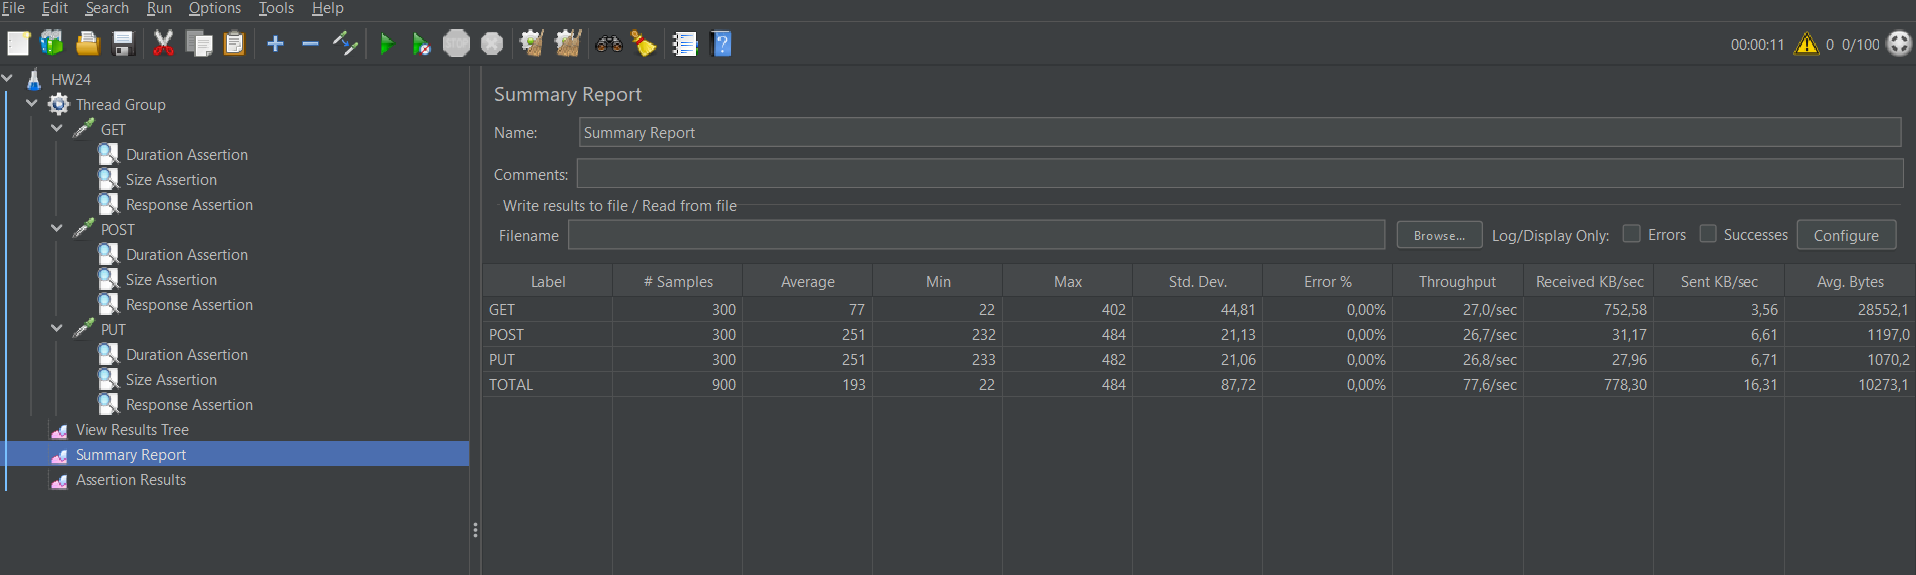 File Edit Search Run Options Tools Help
STOP 00:00:11 0 0/100
HW24
Thread Group
GET
Duration Assertion
Size Assertion
Response Assertion
POST
Duration Assertion
Size Assertion
Response Assertion
PUT
Duration Assertion
Size Assertion
Response Assertion
View Results Tree
Summary Report
Assertion Results
Summary Report
Name: Summary Report
Comments:
Write results to file / Read from file
Filename Browse... Log/Display Only: Errors Successes Configure
Label # Samples Average Min Max Std. Dev. Error % Throughput Received KB/sec Sent KB/sec Avg. Bytes
GET 300 77 22 402 44,81 0,00% 27,0/sec 752,58 3,56 28552,1
POST 300 251 232 484 21,13 0,00% 26,7/sec 31,17 6,61 1197,0
PUT 300 251 233 482 21,06 0,00% 26,8/sec 27,96 6,71 1070,2
TOTAL 900 193 22 484 87,72 0,00% 77,6/sec 778,30 16,31 10273,1